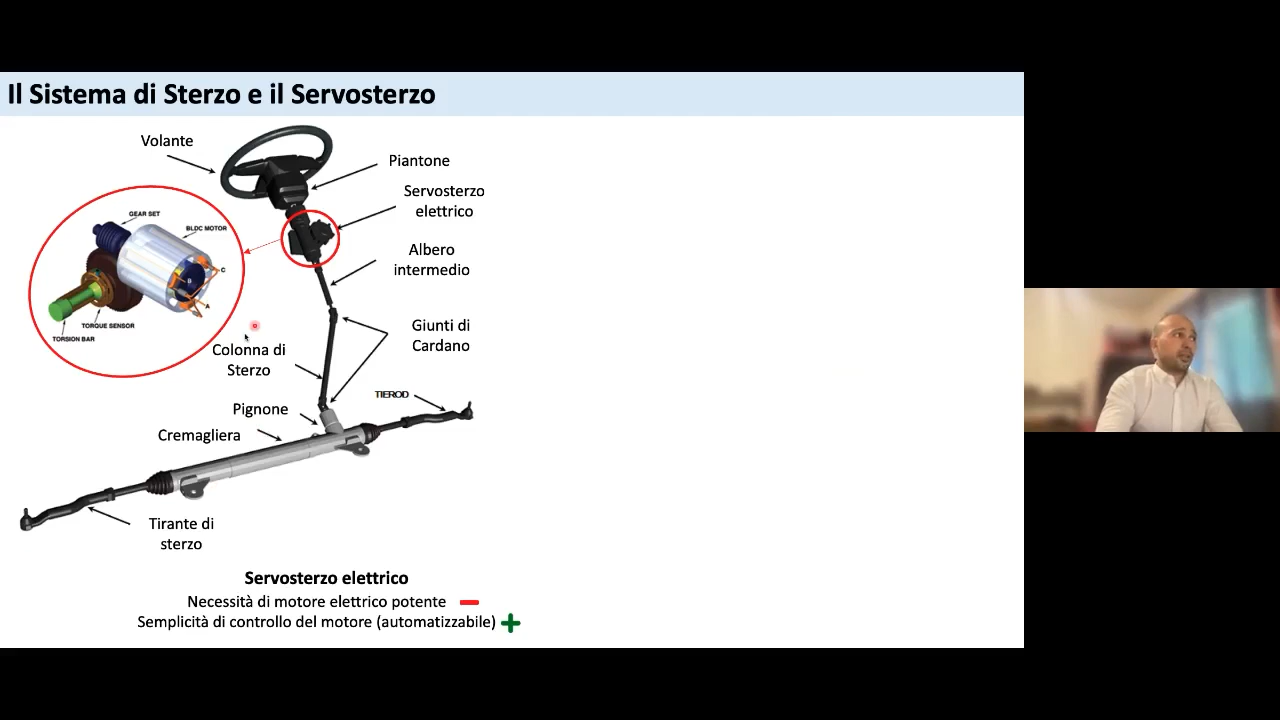 Il Sistema di Sterzo e il Servosterzo
Volante
Piantone
Servosterzo
elettrico
GEAR SET
BLDC MOTOR
Albero
intermedio
C
B
A
TORQUE SENSOR
TORSION BAR
Giunti di
Cardano
Colonna di
Sterzo
TIEROD
Pignone
Cremagliera
Tirante di
sterzo
Servosterzo elettrico
Necessità di motore elettrico potente
Semplicità di controllo del motore (automatizzabile)